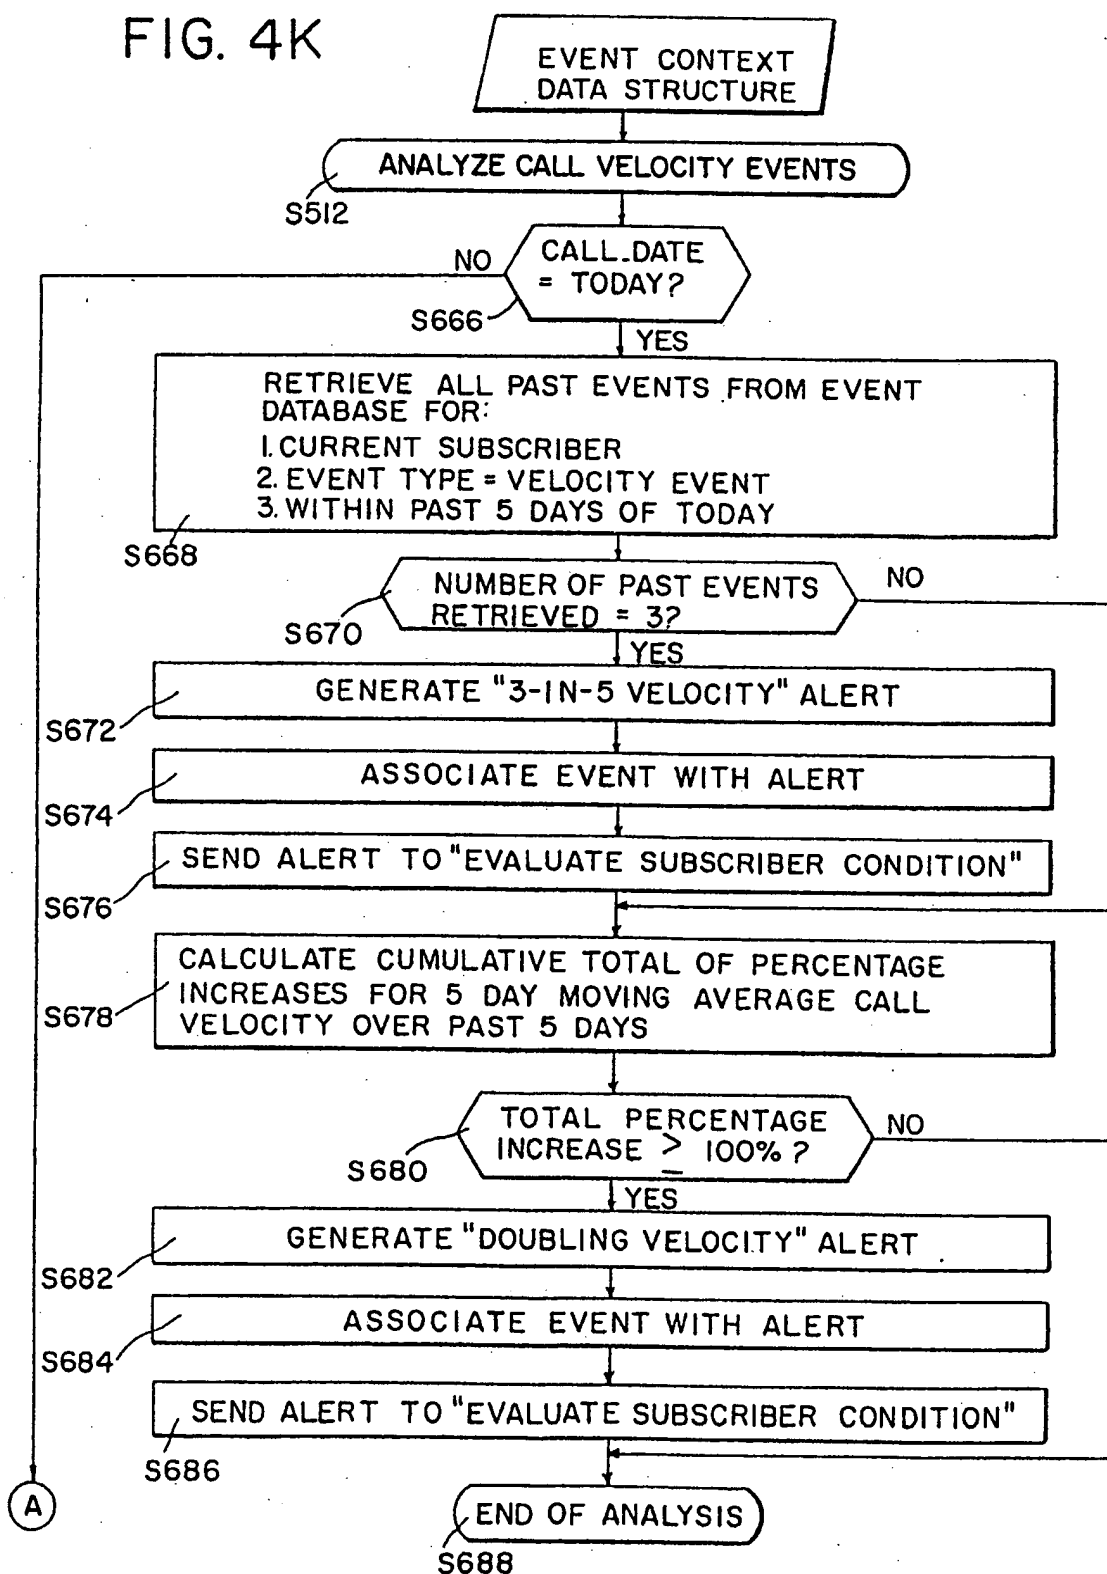 FIG. 4K
EVENT CONTEXT
DATA STRUCTURE
ANALYZE CALL VELOCITY EVENTS
S512
CALL_DATE
= TODAY?
NO
S666
YES
RETRIEVE ALL PAST EVENTS FROM EVENT
DATABASE FOR:
1. CURRENT SUBSCRIBER
2. EVENT TYPE = VELOCITY EVENT
3. WITHIN PAST 5 DAYS OF TODAY
S668
NUMBER OF PAST EVENTS
RETRIEVED = 3?
NO
S670
YES
GENERATE "3-IN-5 VELOCITY" ALERT
S672
ASSOCIATE EVENT WITH ALERT
S674
SEND ALERT TO "EVALUATE SUBSCRIBER CONDITION"
S676
CALCULATE CUMULATIVE TOTAL OF PERCENTAGE
INCREASES FOR 5 DAY MOVING AVERAGE CALL
VELOCITY OVER PAST 5 DAYS
S678
TOTAL PERCENTAGE
INCREASE ≥ 100% ?
NO
S680
YES
GENERATE "DOUBLING VELOCITY" ALERT
S682
ASSOCIATE EVENT WITH ALERT
S684
SEND ALERT TO "EVALUATE SUBSCRIBER CONDITION"
S686
A
END OF ANALYSIS
S688